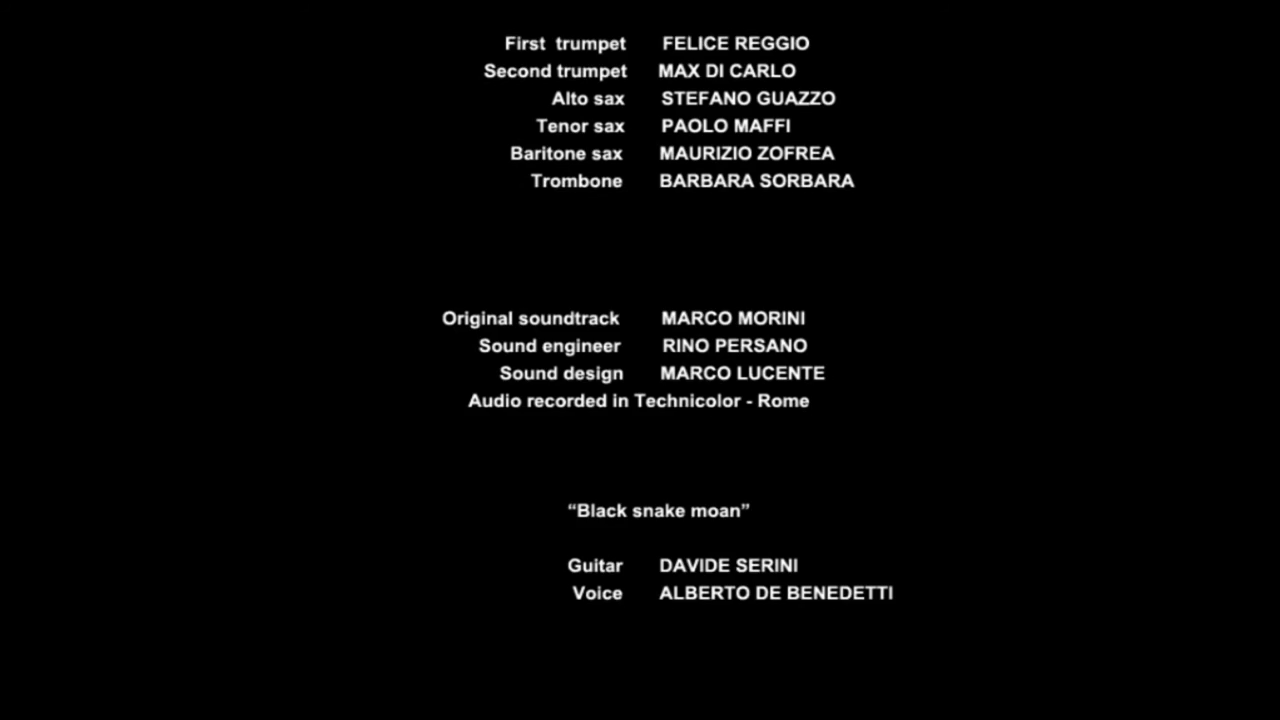 First trumpet FELICE REGGIO
Second trumpet MAX DI CARLO
Alto sax STEFANO GUAZZO
Tenor sax PAOLO MAFFI
Baritone sax MAURIZIO ZOFREA
Trombone BARBARA SORBARA
Original soundtrack MARCO MORINI
Sound engineer RINO PERSANO
Sound design MARCO LUCENTE
Audio recorded in Technicolor - Rome
“Black snake moan”
Guitar DAVIDE SERINI
Voice ALBERTO DE BENEDETTI